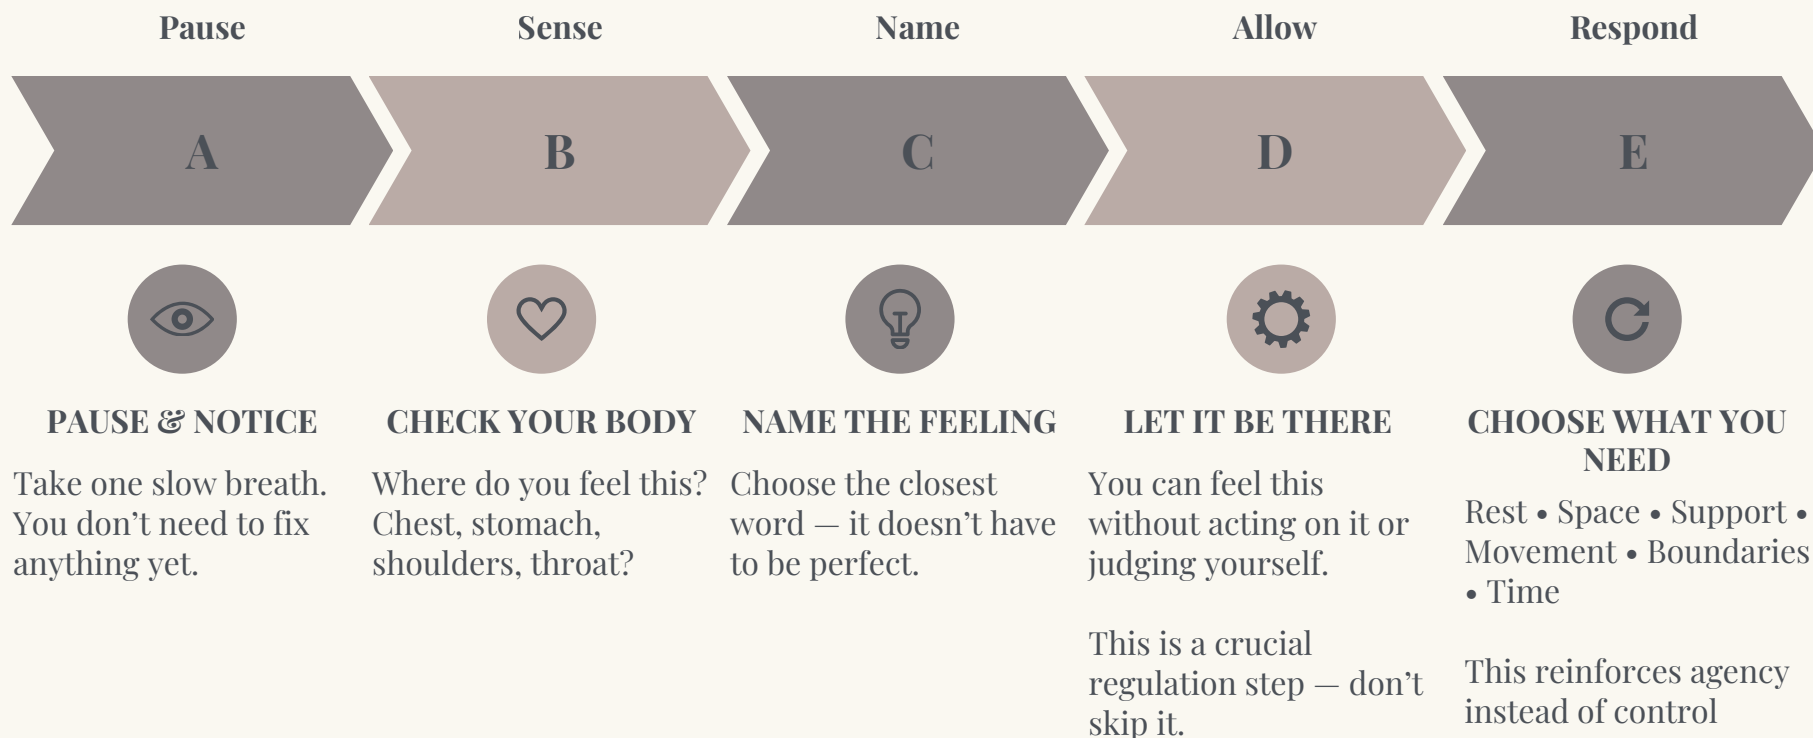 Pause
Sense
Name
Allow
Respond
A
B
C
D
E
PAUSE & NOTICE
Take one slow breath.
You don’t need to fix
anything yet.
CHECK YOUR BODY
Where do you feel this?
Chest, stomach,
shoulders, throat?
NAME THE FEELING
Choose the closest
word — it doesn’t have
to be perfect.
LET IT BE THERE
You can feel this
without acting on it or
judging yourself.
This is a crucial
regulation step — don’t
skip it.
CHOOSE WHAT YOU
NEED
Rest • Space • Support •
Movement • Boundaries
• Time
This reinforces agency
instead of control